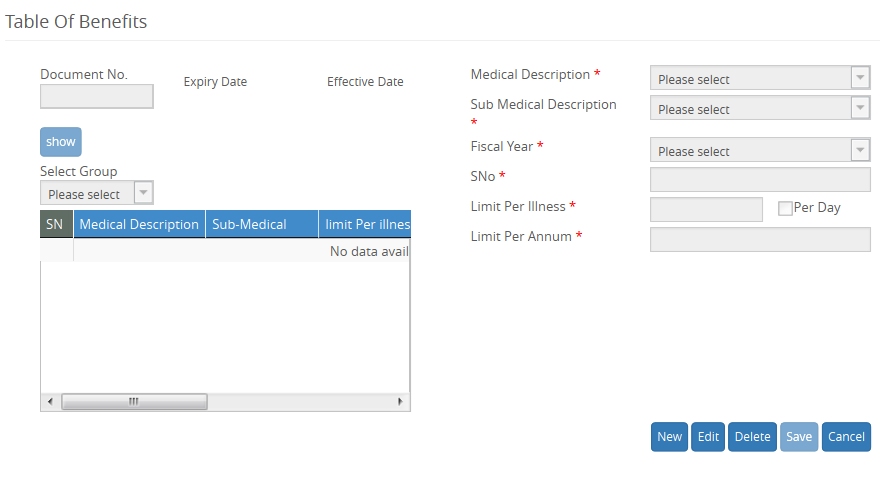 Table Of Benefits
Document No.
Expiry Date
Effective Date
show
Select Group
Please select
SN Medical Description Sub-Medical limit Per illnes
No data avail
Medical Description * Please select
Sub Medical Description
* Please select
Fiscal Year * Please select
SNo *
Limit Per Illness * Per Day
Limit Per Annum *
New Edit Delete Save Cancel